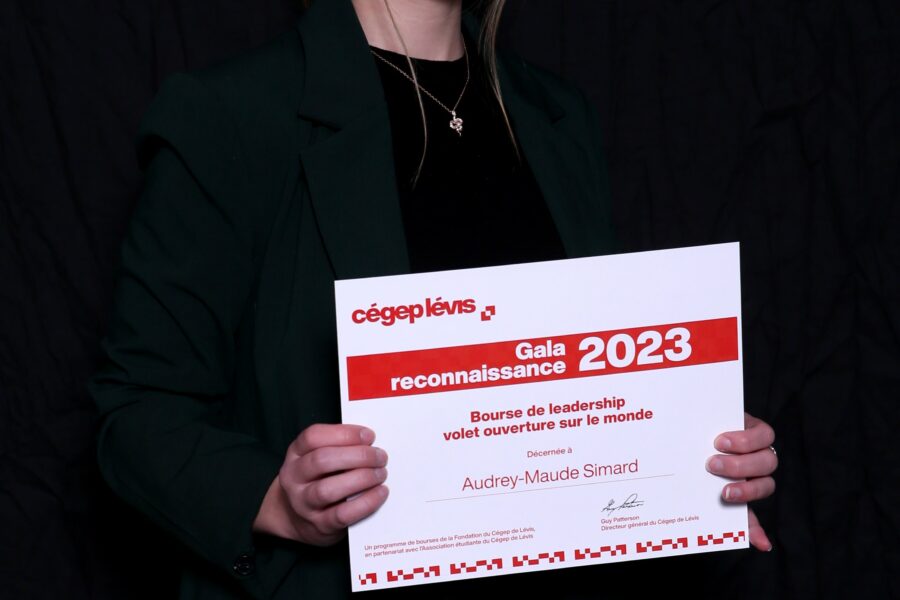 cégep lévis
Gala
reconnaissance 2023
Bourse de leadership
volet ouverture sur le monde
Décernée à
Audrey-Maude Simard
Guy Patterson
Directeur général du Cégep de Lévis
Un programme de bourses de la Fondation du Cégep de Lévis,
en partenariat avec l'Association étudiante du Cégep de Lévis